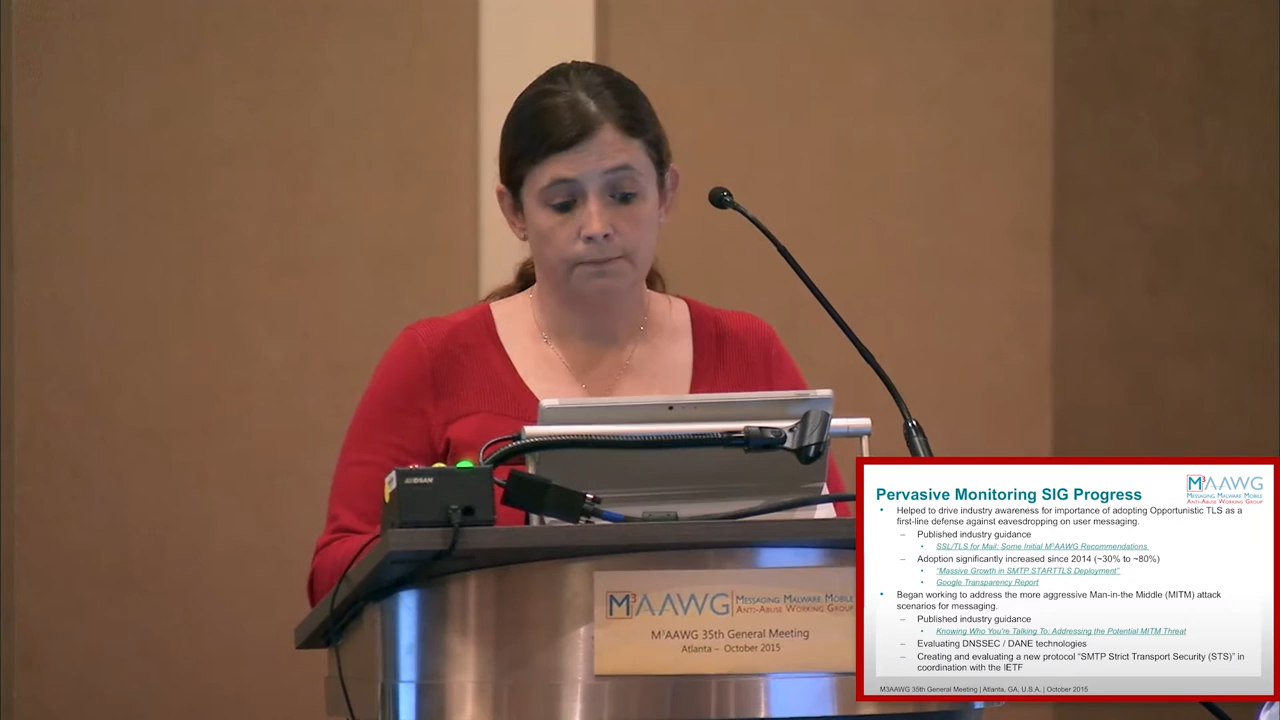 M³AAWG
MESSAGING MALWARE MOBILE
ANTI-ABUSE WORKING GROUP
M³AAWG 35th General Meeting
Atlanta – October 2015
M³AAWG
MESSAGING MALWARE MOBILE
ANTI-ABUSE WORKING GROUP
Pervasive Monitoring SIG Progress
• Helped to drive industry awareness for importance of adopting Opportunistic TLS as a
first-line defense against eavesdropping on user messaging.
– Published industry guidance
• SSL/TLS for Mail: Some Initial M³AAWG Recommendations
– Adoption significantly increased since 2014 (~30% to ~80%)
• "Massive Growth in SMTP STARTTLS Deployment"
• Google Transparency Report
• Began working to address the more aggressive Man-in-the Middle (MITM) attack
scenarios for messaging.
– Published industry guidance
• Knowing Who You're Talking To: Addressing the Potential MITM Threat
– Evaluating DNSSEC / DANE technologies
– Creating and evaluating a new protocol "SMTP Strict Transport Security (STS)" in
coordination with the IETF
M3AAWG 35th General Meeting | Atlanta, GA, U.S.A. | October 2015